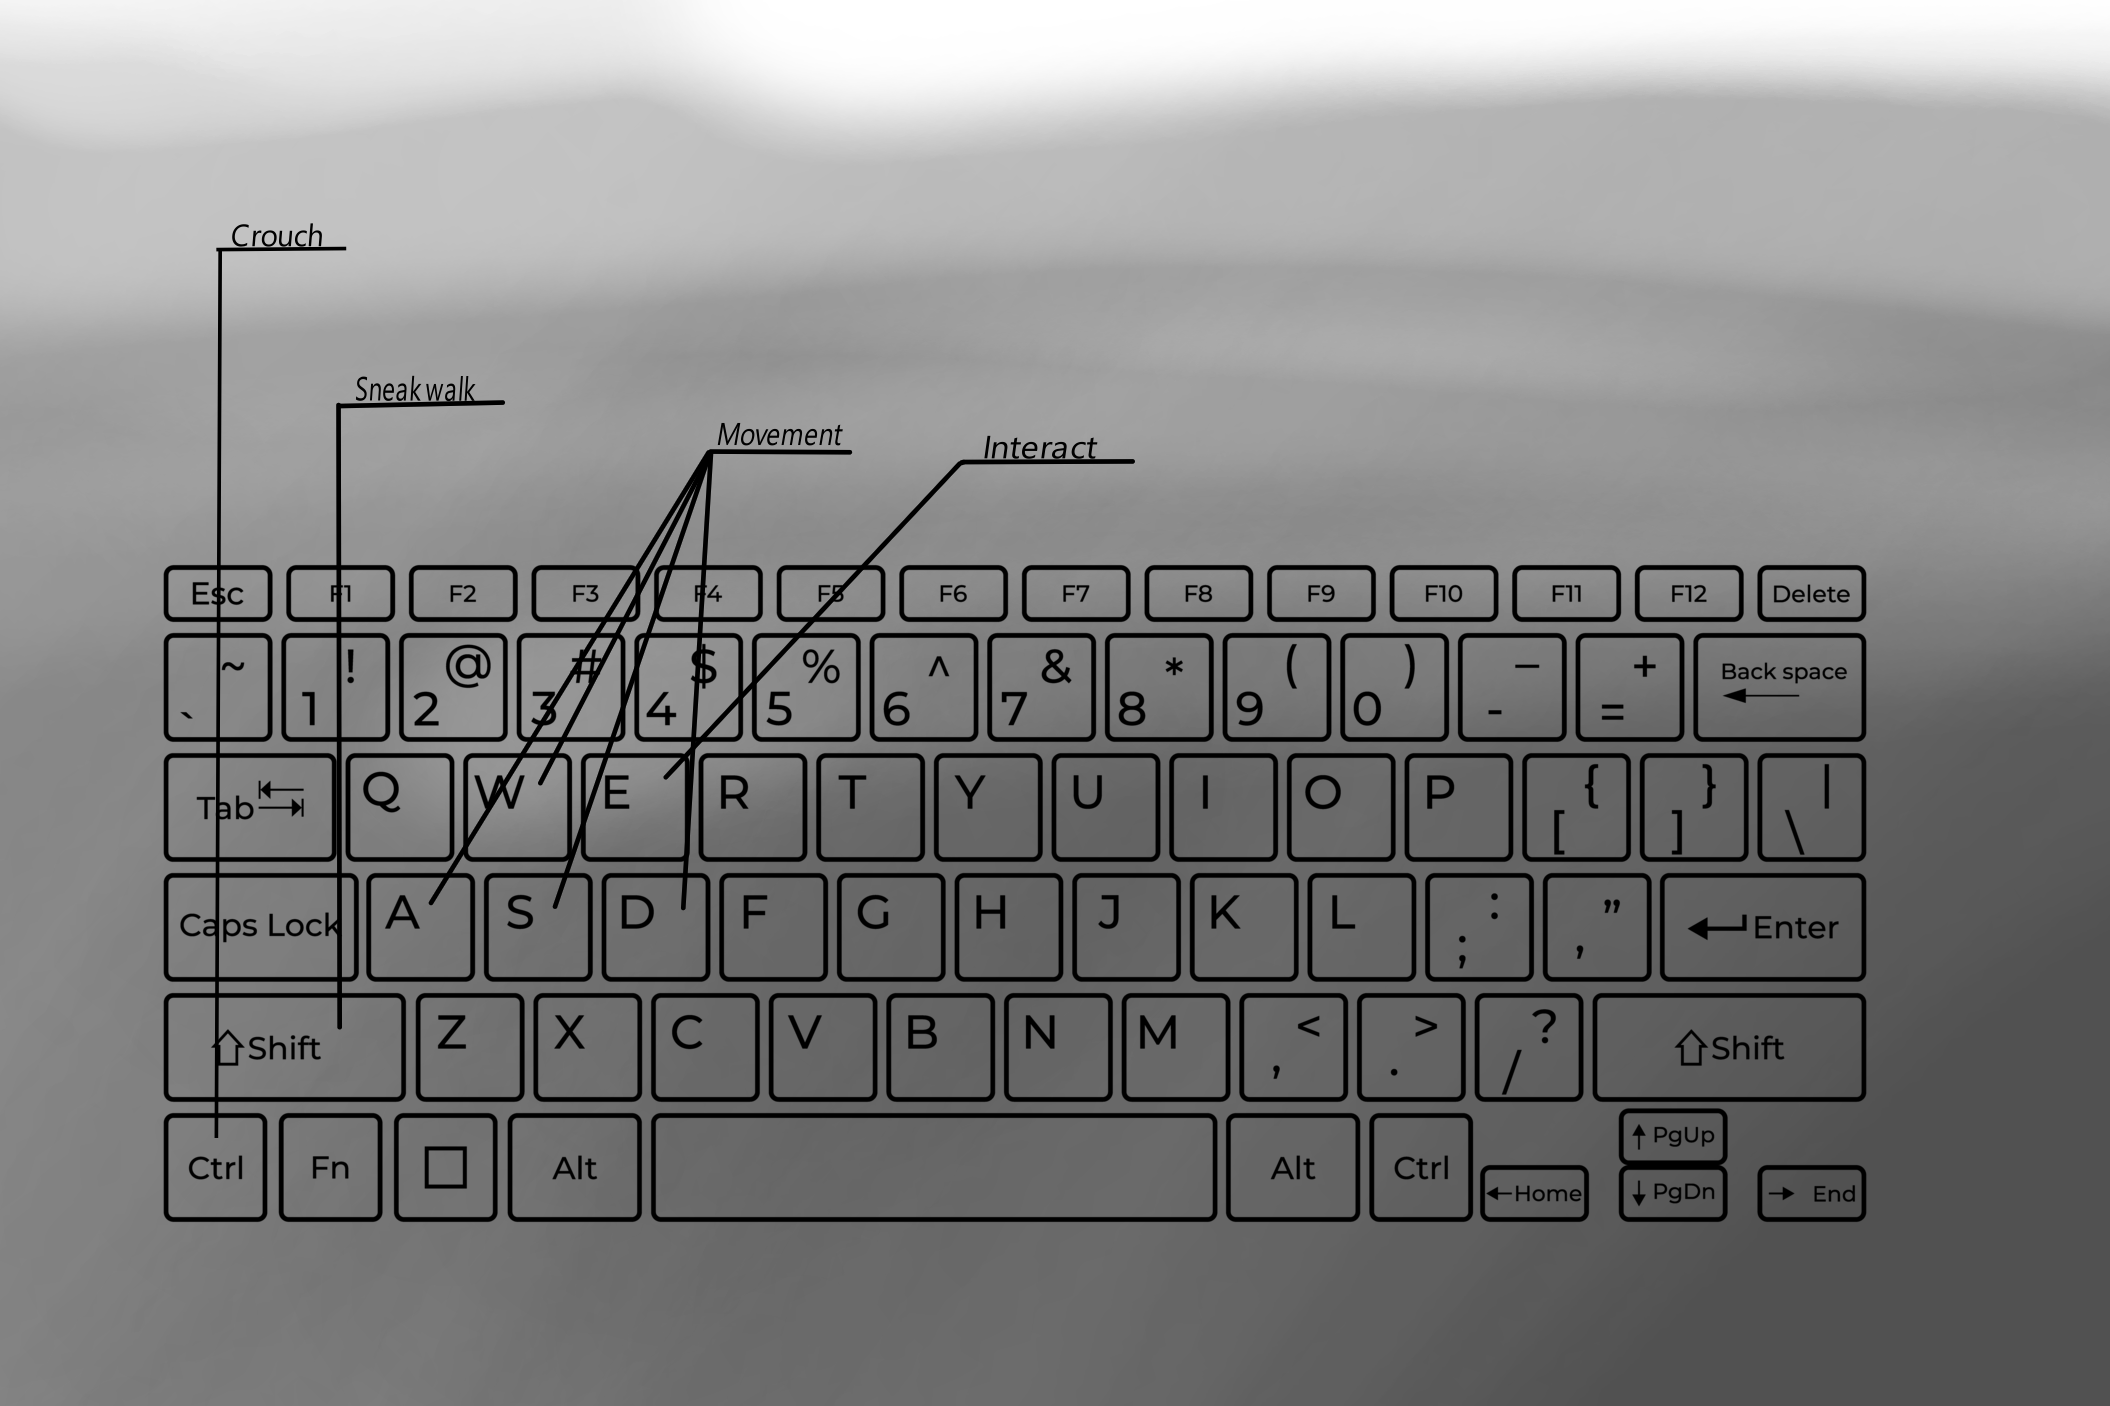 Crouch
Sneak walk
Movement
Interact
Esc F1 F2 F3 F4 F5 F6 F7 F8 F9 F10 F11 F12 Delete
~ ! @ # $ % ^ & * ( ) – + Back space
` 1 2 3 4 5 6 7 8 9 0 - =
Tab Q W E R T Y U I O P { } |
[ ] \
Caps Lock A S D F G H J K L : ” Enter
; ,
Shift Z X C V B N M < > ? Shift
, . /
Ctrl Fn Alt Alt Ctrl Home PgUp
PgDn End